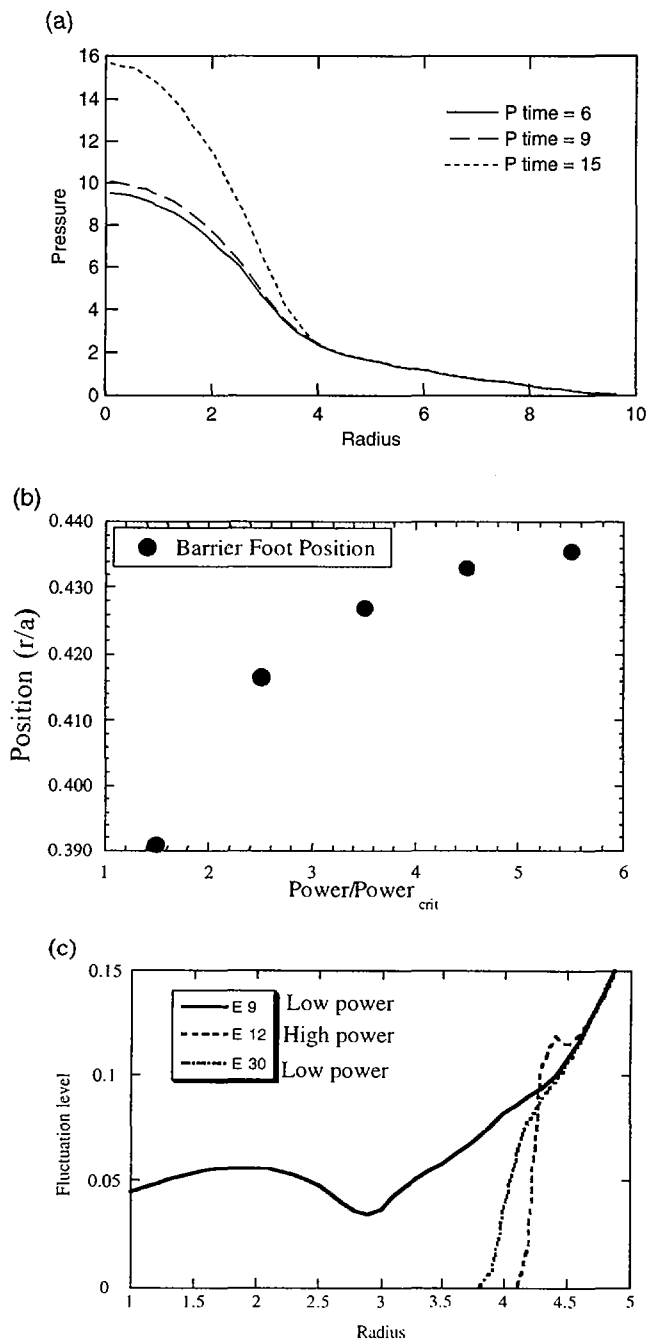 (a)
16
14
12
10
8
6
4
2
0
Pressure
P time = 6
P time = 9
P time = 15
0 2 4 6 8 10
Radius
(b)
0.440
0.430
0.420
0.410
0.400
0.390
Position (r/a)
Barrier Foot Position
1 2 3 4 5 6
Power/Power crit
(c)
0.15
0.1
0.05
0
Fluctuation level
E 9 Low power
E 12 High power
E 30 Low power
1 1.5 2 2.5 3 3.5 4 4.5 5
Radius